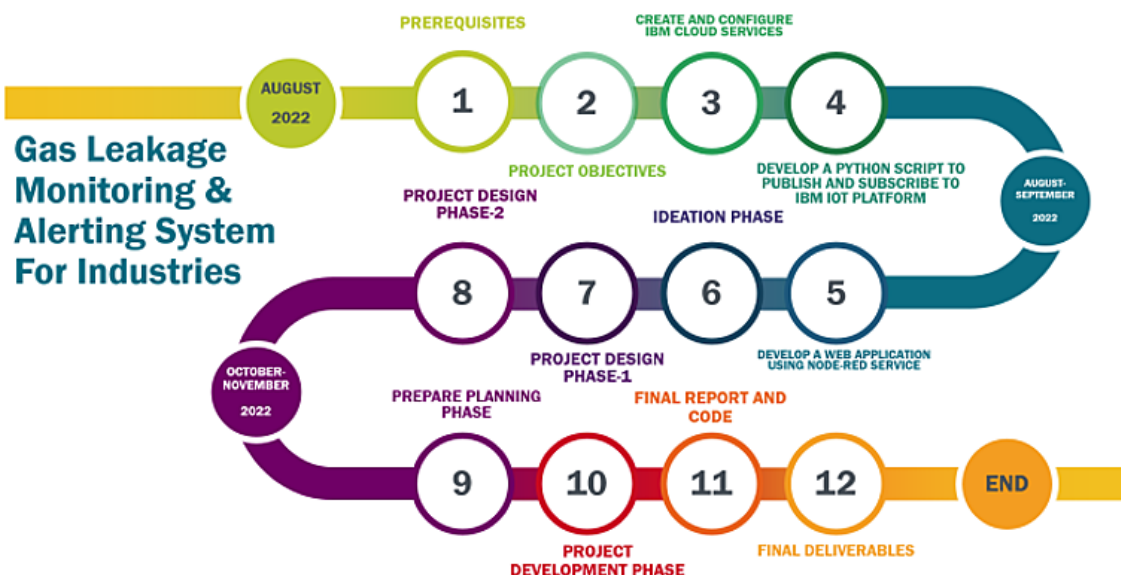 PREREQUISITES
CREATE AND CONFIGURE
IBM CLOUD SERVICES
AUGUST
2022
1
2
3
4
PROJECT OBJECTIVES
DEVELOP A PYTHON SCRIPT TO
PUBLISH AND SUBSCRIBE TO
IBM IOT PLATFORM
Gas Leakage
Monitoring &
Alerting System
For Industries
AUGUST-
SEPTEMBER
2022
PROJECT DESIGN
PHASE-2
IDEATION PHASE
8
7
6
5
PROJECT DESIGN
PHASE-1
DEVELOP A WEB APPLICATION
USING NODE-RED SERVICE
OCTOBER-
NOVEMBER
2022
PREPARE PLANNING
PHASE
FINAL REPORT AND
CODE
9
10
11
12
END
PROJECT
DEVELOPMENT PHASE
FINAL DELIVERABLES